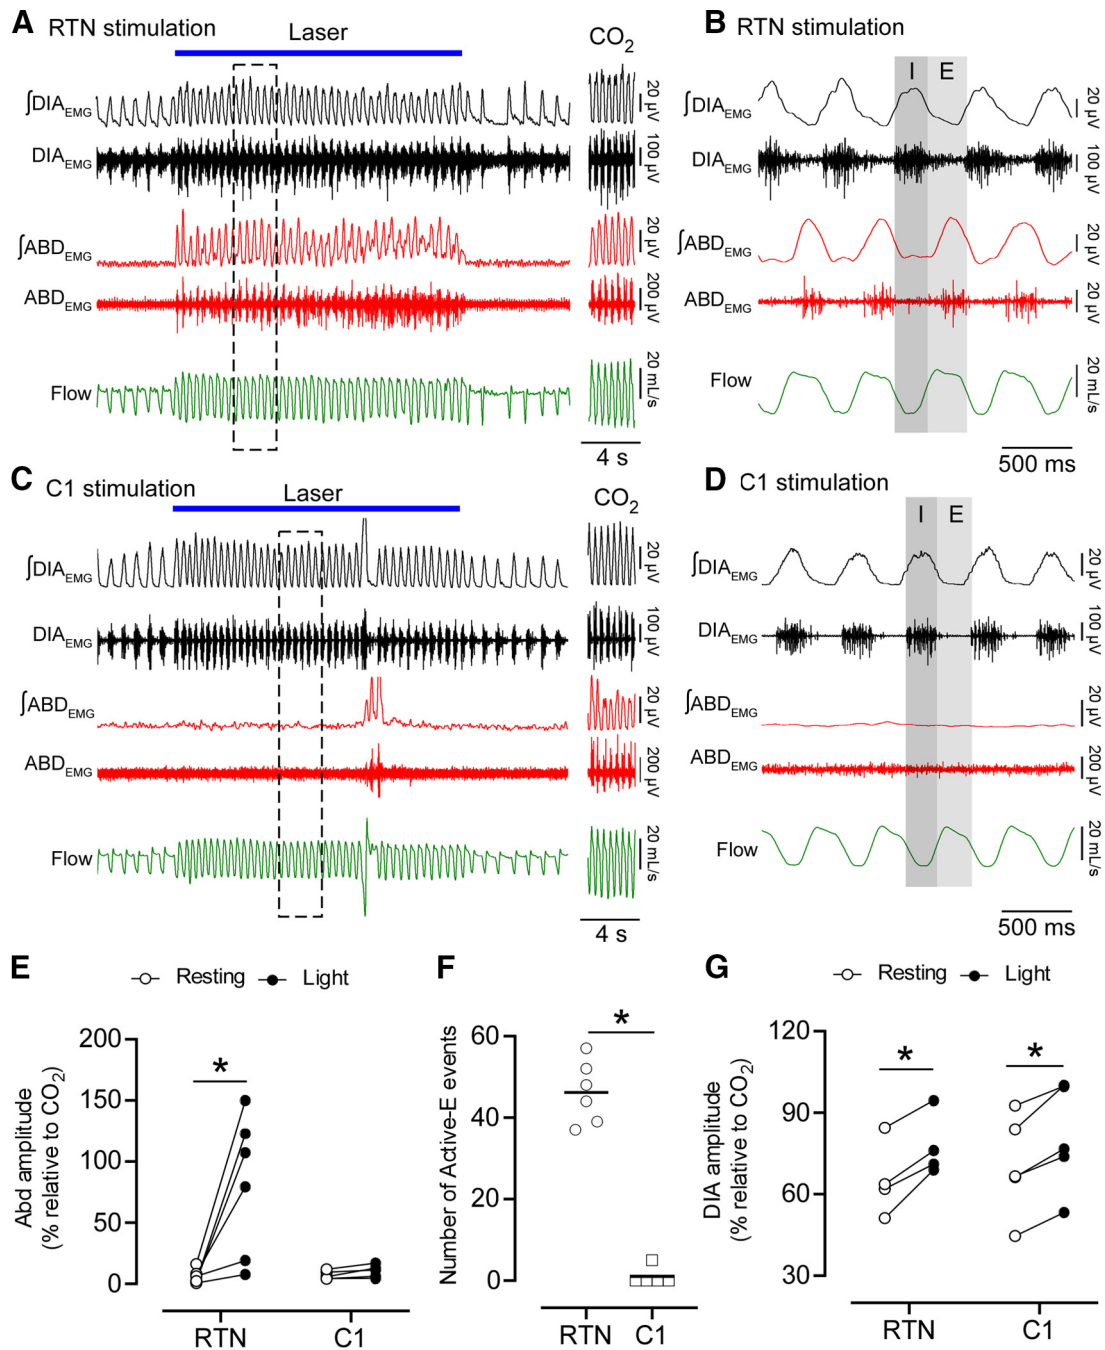 A RTN stimulation
Laser
CO2
∫DIAEMG
20 µV
DIAEMG
100 µV
∫ABDEMG
20 µV
ABDEMG
200 µV
Flow
20 mL/s
4 s
B RTN stimulation
I E
∫DIAEMG
20 µV
DIAEMG
100 µV
∫ABDEMG
20 µV
ABDEMG
20 µV
Flow
20 mL/s
500 ms
C C1 stimulation
Laser
CO2
∫DIAEMG
20 µV
DIAEMG
100 µV
∫ABDEMG
20 µV
ABDEMG
200 µV
Flow
20 mL/s
4 s
D C1 stimulation
I E
∫DIAEMG
20 µV
DIAEMG
100 µV
∫ABDEMG
20 µV
ABDEMG
200 µV
Flow
20 mL/s
500 ms
E
Resting Light
Abd amplitude
(% relative to CO2)
200
150
100
50
0
*
RTN C1
F
Number of Active-E events
60
40
20
0
*
RTN C1
G
Resting Light
DIA amplitude
(% relative to CO2)
120
90
60
30
* *
RTN C1